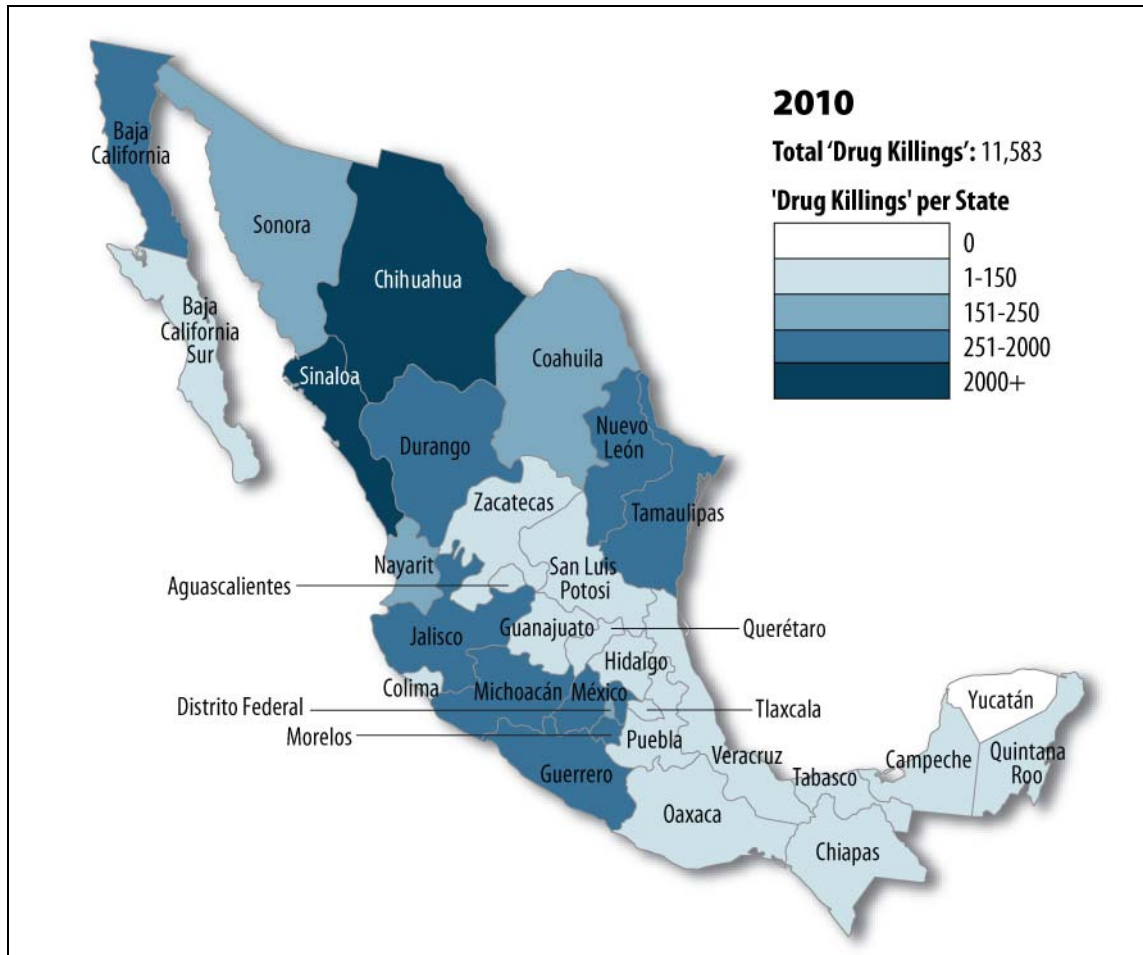 2010
Total ‘Drug Killings’: 11,583
'Drug Killings' per State
0
1-150
151-250
251-2000
2000+
Baja
California
Sonora
Chihuahua
Baja
California
Sur
Sinaloa
Coahuila
Durango
Nuevo
León
Zacatecas
Tamaulipas
Nayarit
San Luis
Potosi
Aguascalientes
Jalisco
Guanajuato
Querétaro
Hidalgo
Colima
Michoacán
México
Distrito Federal
Tlaxcala
Morelos
Puebla
Veracruz
Guerrero
Oaxaca
Tabasco
Chiapas
Campeche
Yucatán
Quintana
Roo